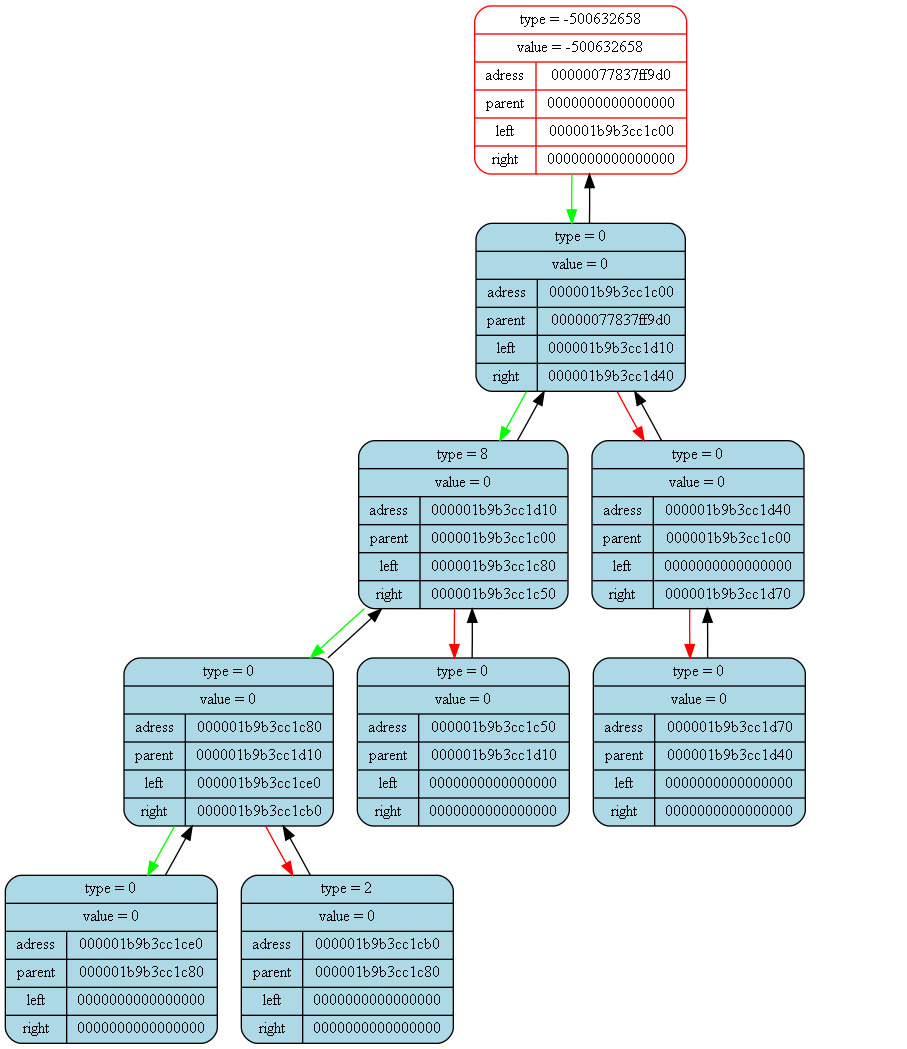 type = -500632658
value = -500632658
adress 00000077837ff9d0
parent 0000000000000000
left 000001b9b3cc1c00
right 0000000000000000
type = 0
value = 0
adress 000001b9b3cc1c00
parent 00000077837ff9d0
left 000001b9b3cc1d10
right 000001b9b3cc1d40
type = 8
value = 0
adress 000001b9b3cc1d10
parent 000001b9b3cc1c00
left 000001b9b3cc1c80
right 000001b9b3cc1c50
type = 0
value = 0
adress 000001b9b3cc1d40
parent 000001b9b3cc1c00
left 0000000000000000
right 000001b9b3cc1d70
type = 0
value = 0
adress 000001b9b3cc1c80
parent 000001b9b3cc1d10
left 000001b9b3cc1ce0
right 000001b9b3cc1cb0
type = 0
value = 0
adress 000001b9b3cc1c50
parent 000001b9b3cc1d10
left 0000000000000000
right 0000000000000000
type = 0
value = 0
adress 000001b9b3cc1d70
parent 000001b9b3cc1d40
left 0000000000000000
right 0000000000000000
type = 0
value = 0
adress 000001b9b3cc1ce0
parent 000001b9b3cc1c80
left 0000000000000000
right 0000000000000000
type = 2
value = 0
adress 000001b9b3cc1cb0
parent 000001b9b3cc1c80
left 0000000000000000
right 0000000000000000